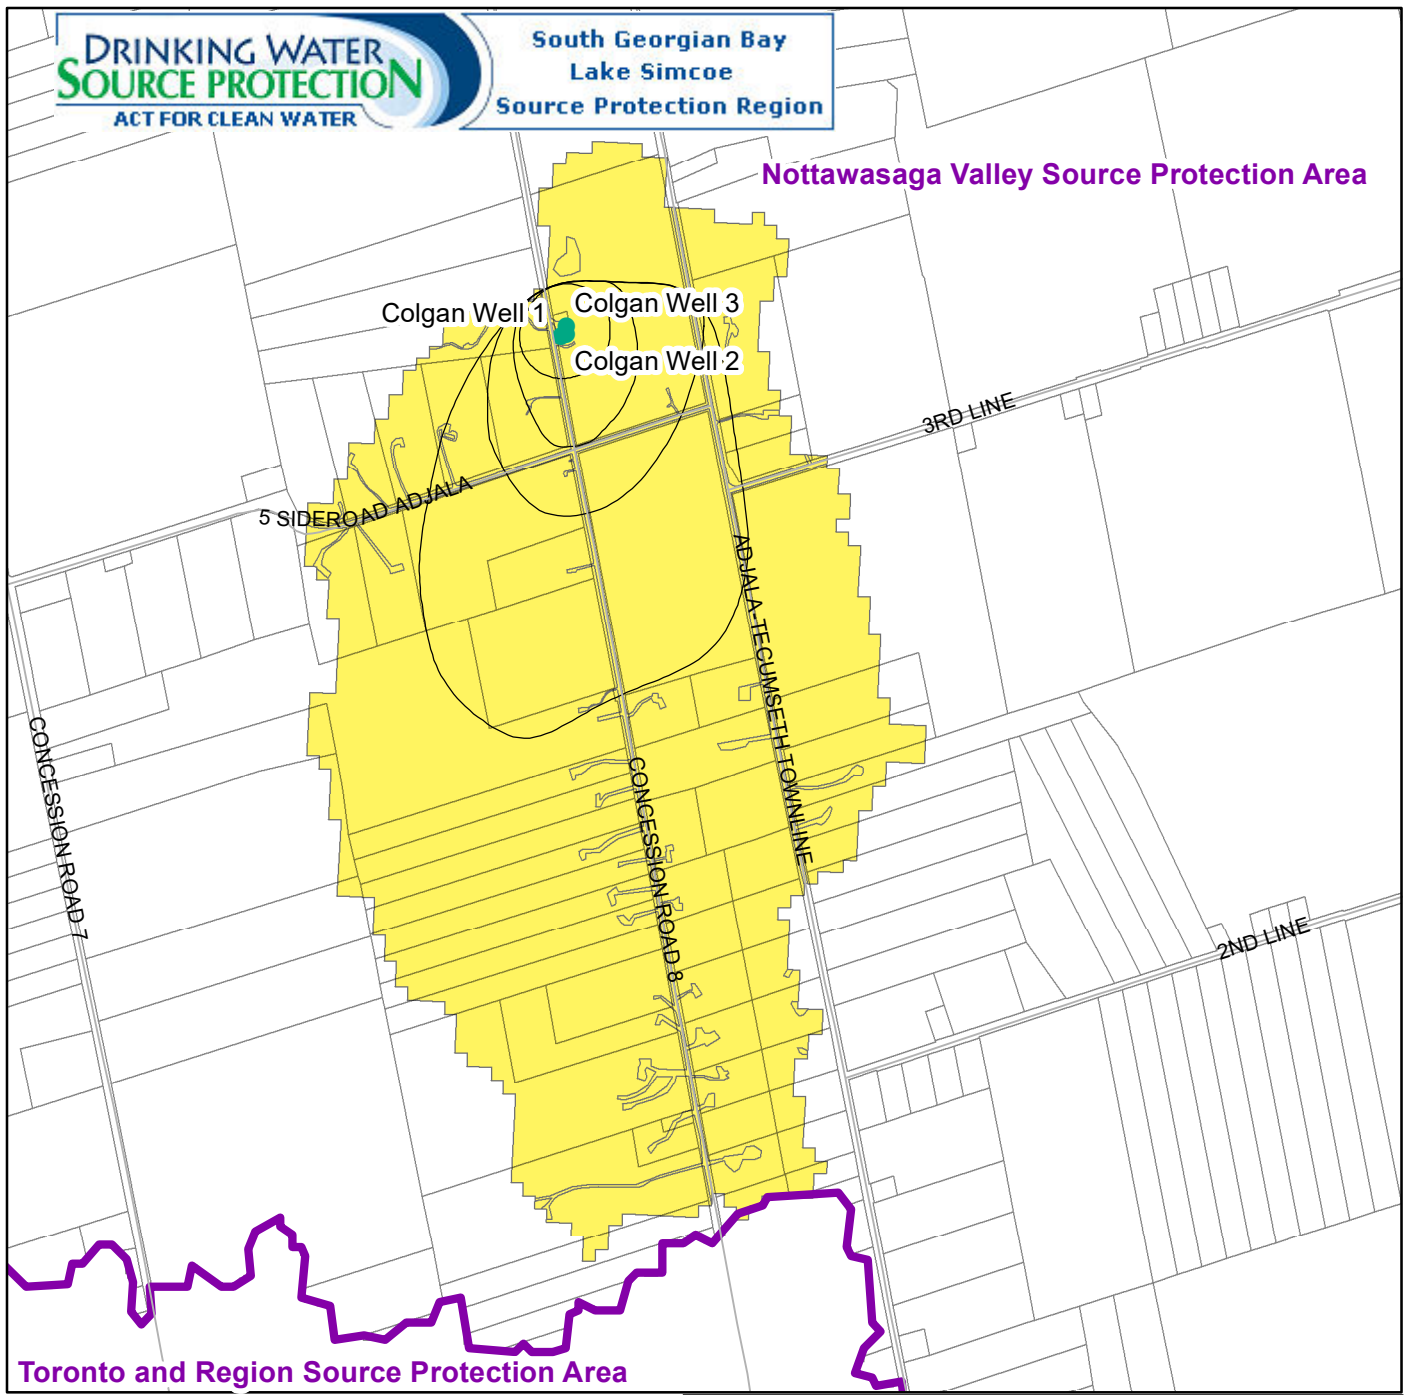 DRINKING WATER
SOURCE PROTECTION
ACT FOR CLEAN WATER
South Georgian Bay
Lake Simcoe
Source Protection Region
Nottawasaga Valley Source Protection Area
Colgan Well 1
Colgan Well 3
Colgan Well 2
3RD LINE
5 SIDEROAD ADJALA
ADJALA-TECUMSETH TOWNLINE
CONCESSION ROAD 7
CONCESSION ROAD 8
2ND LINE
Toronto and Region Source Protection Area